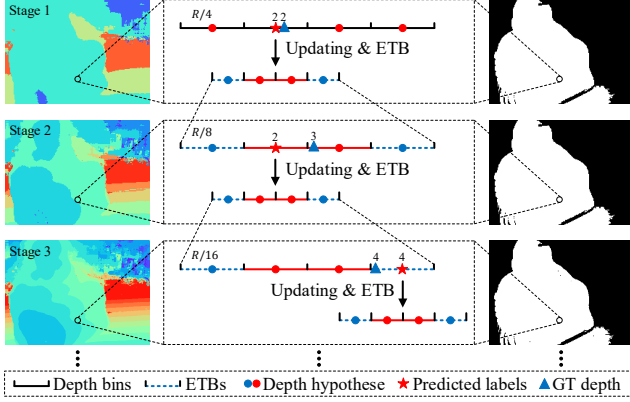 Stage 1
R/4
2 2
Updating & ETB
Stage 2
R/8
2
3
Updating & ETB
Stage 3
R/16
4
4
Updating & ETB
Depth bins
ETBs
Depth hypothese
Predicted labels
GT depth